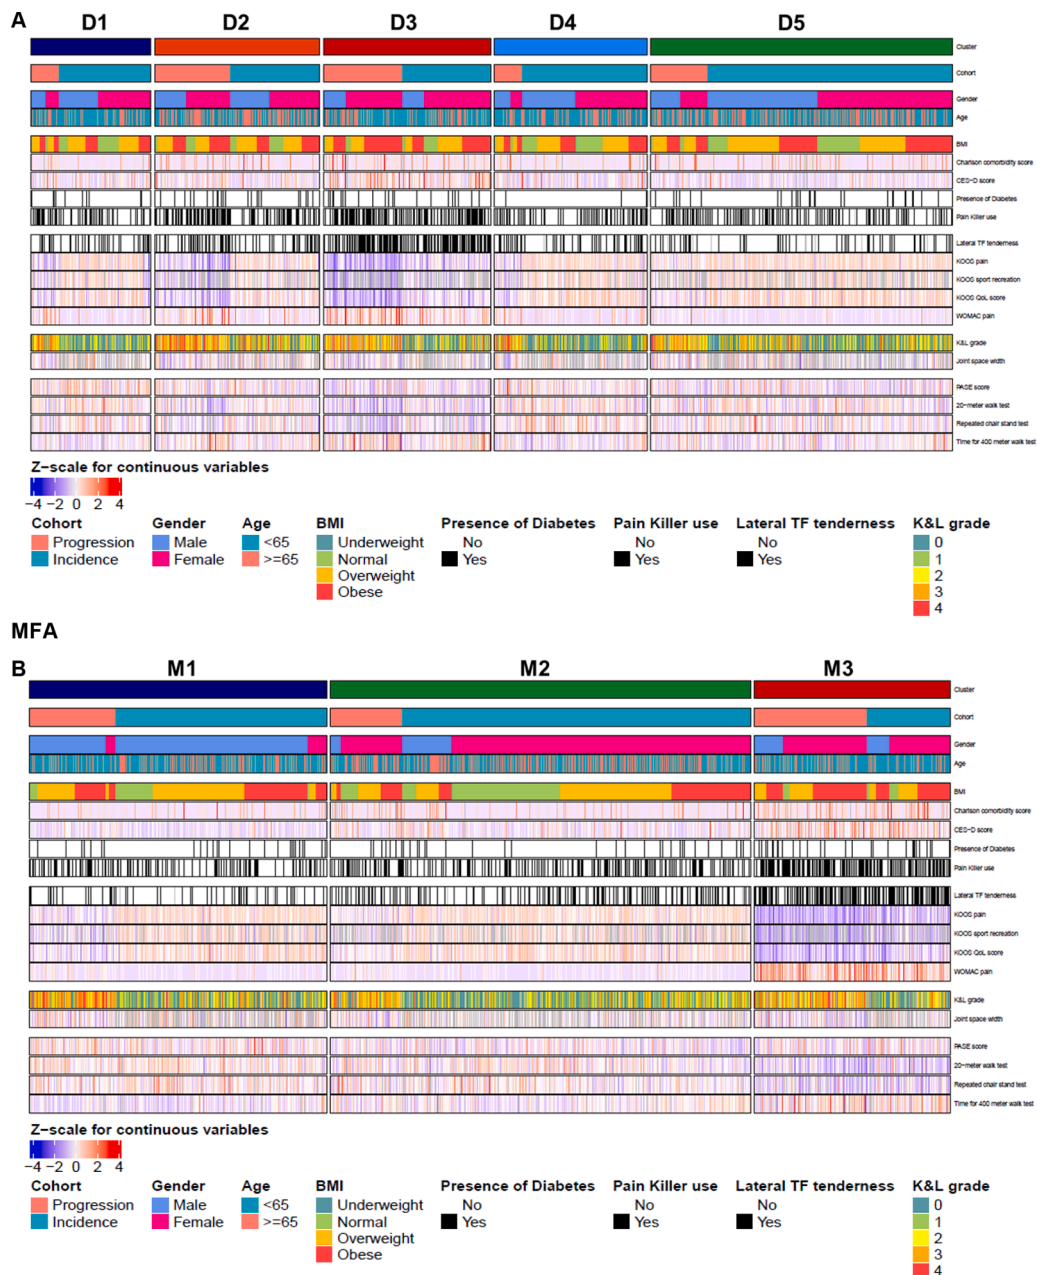 A
D1 D2 D3 D4 D5
Cluster
Cohort
Gender
Age
BMI
Charlson comorbidity score
CES-D score
Presence of Diabetes
Pain Killer use
Lateral TF tenderness
KOOS pain
KOOS sport recreation
KOOS QoL score
WOMAC pain
K&L grade
Joint space width
PASE score
20-meter walk test
Repeated chair stand test
Time for 400 meter walk test
Z-scale for continuous variables
-4 -2 0 2 4
Cohort Gender Age BMI Presence of Diabetes Pain Killer use Lateral TF tenderness K&L grade
Progression Male <65 Underweight No No No 0
Incidence Female >=65 Normal Yes Yes Yes 1
Overweight 2
Obese 3
4
MFA
B
M1 M2 M3
Cluster
Cohort
Gender
Age
BMI
Charlson comorbidity score
CES-D score
Presence of Diabetes
Pain Killer use
Lateral TF tenderness
KOOS pain
KOOS sport recreation
KOOS QoL score
WOMAC pain
K&L grade
Joint space width
PASE score
20-meter walk test
Repeated chair stand test
Time for 400 meter walk test
Z-scale for continuous variables
-4 -2 0 2 4
Cohort Gender Age BMI Presence of Diabetes Pain Killer use Lateral TF tenderness K&L grade
Progression Male <65 Underweight No No No 0
Incidence Female >=65 Normal Yes Yes Yes 1
Overweight 2
Obese 3
4